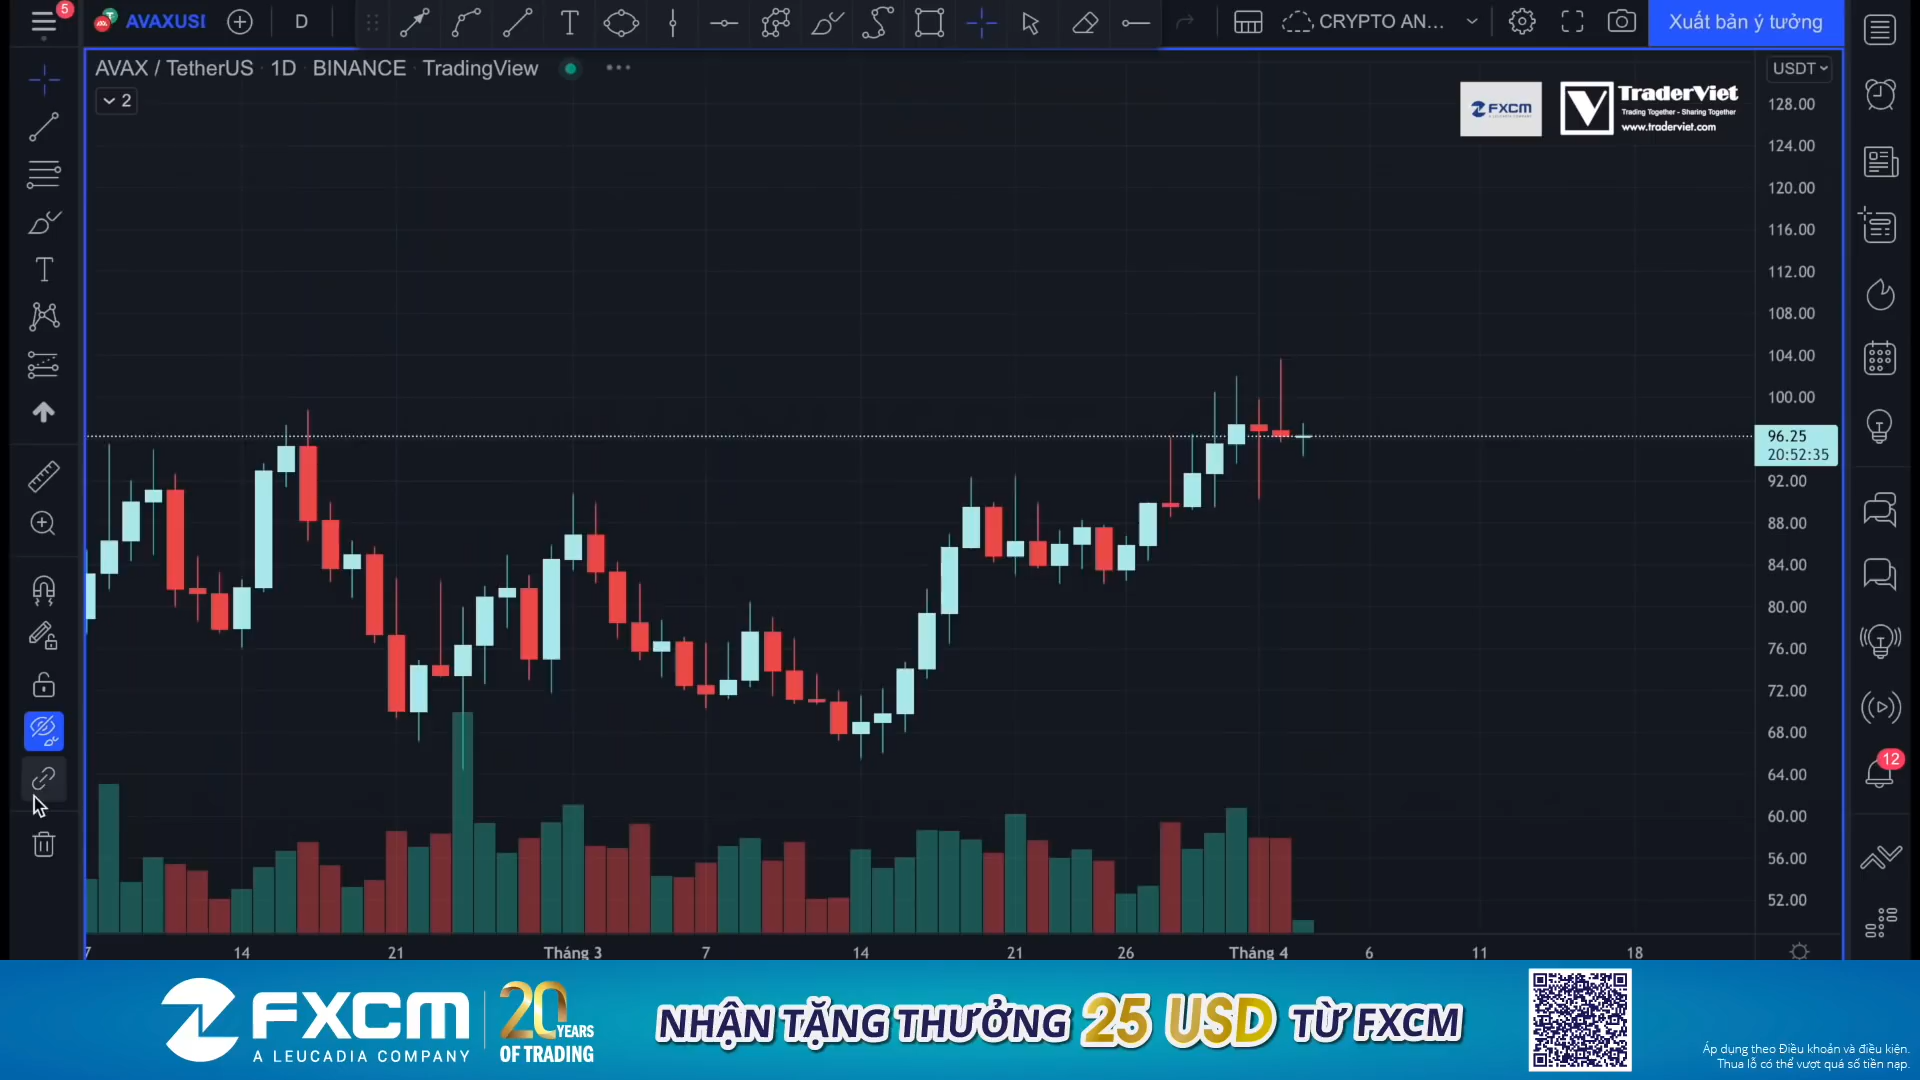 5
AVAXUSI
D
CRYPTO AN...
Xuất bản ý tưởng
AVAX / TetherUS · 1D · BINANCE · TradingView
2
USDT
FXCM
TraderViet
Trading Together - Sharing Together
www.traderviet.com
128.00
124.00
120.00
116.00
112.00
108.00
104.00
100.00
96.25
20:52:35
92.00
88.00
84.00
80.00
76.00
72.00
68.00
64.00
60.00
56.00
52.00
12
7
14
21
Tháng 3
7
14
21
26
Tháng 4
6
11
18
FXCM
A LEUCADIA COMPANY
20 YEARS
OF TRADING
NHẬN TẶNG THƯỞNG 25 USD TỪ FXCM
Áp dụng theo Điều khoản và điều kiện.
Thua lỗ có thể vượt quá số tiền nạp.